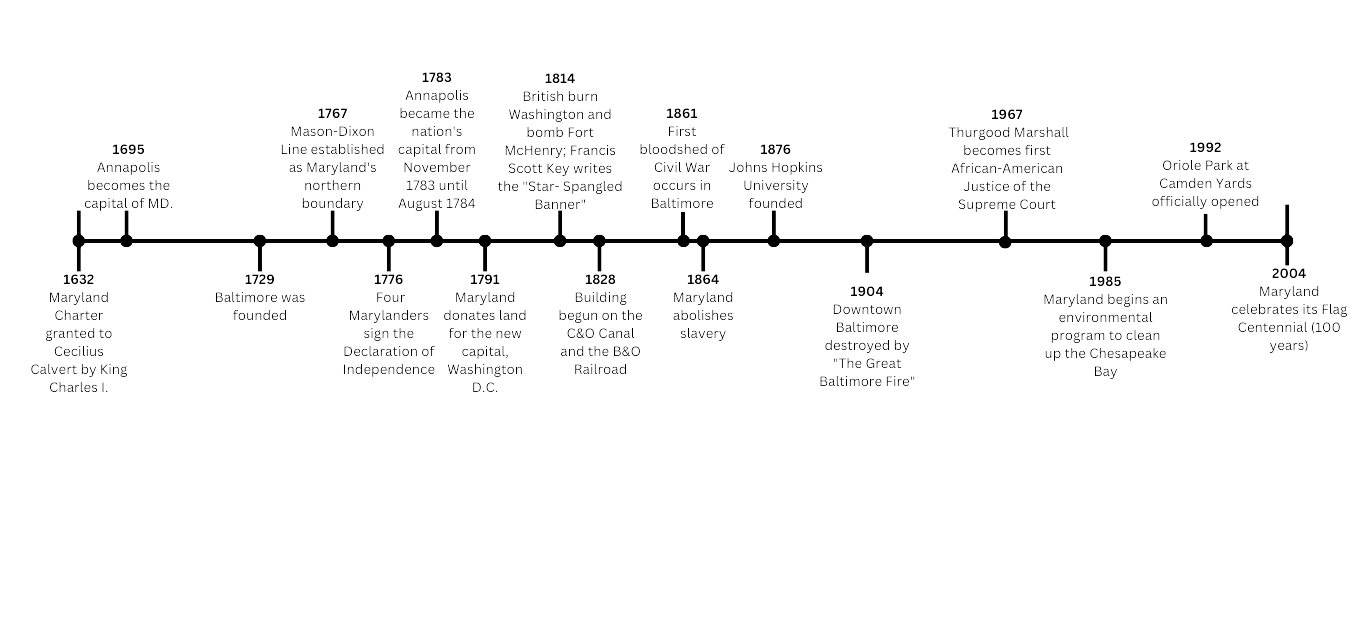 1695
Annapolis
becomes the
capital of MD.
1767
Mason-Dixon
Line established
as Maryland's
northern
boundary
1783
Annapolis
became the
nation's
capital from
November
1783 until
August 1784
1814
British burn
Washington and
bomb Fort
McHenry; Francis
Scott Key writes
the "Star- Spangled
Banner"
1861
First
bloodshed of
Civil War
occurs in
Baltimore
1876
Johns Hopkins
University
founded
1967
Thurgood Marshall
becomes first
African-American
Justice of the
Supreme Court
1992
Oriole Park at
Camden Yards
officially opened
1632
Maryland
Charter
granted to
Cecilius
Calvert by King
Charles I.
1729
Baltimore was
founded
1776
Four
Marylanders
sign the
Declaration of
Independence
1791
Maryland
donates land
for the new
capital,
Washington
D.C.
1828
Building
begun on the
C&O Canal
and the B&O
Railroad
1864
Maryland
abolishes
slavery
1904
Downtown
Baltimore
destroyed by
"The Great
Baltimore Fire"
1985
Maryland begins an
environmental
program to clean
up the Chesapeake
Bay
2004
Maryland
celebrates its Flag
Centennial (100
years)